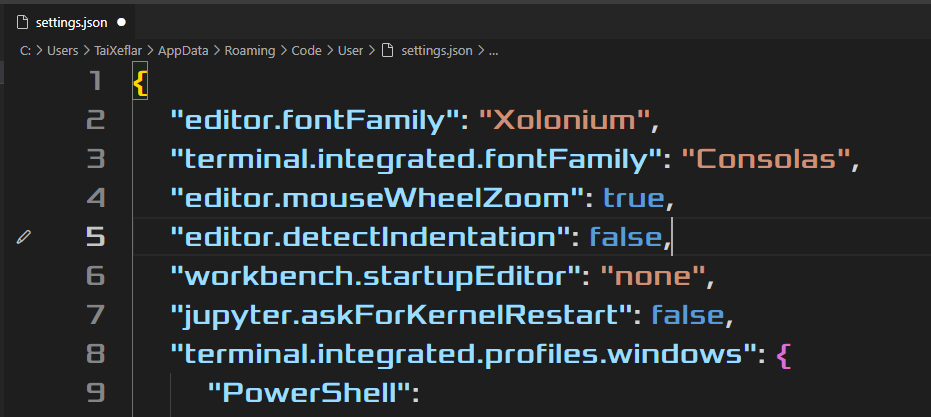 settings.json
C: > Users > TaiXeflar > AppData > Roaming > Code > User > settings.json > ...
1 {
2 "editor.fontFamily": "Xolonium",
3 "terminal.integrated.fontFamily": "Consolas",
4 "editor.mouseWheelZoom": true,
5 "editor.detectIndentation": false,
6 "workbench.startupEditor": "none",
7 "jupyter.askForKernelRestart": false,
8 "terminal.integrated.profiles.windows": {
9 "PowerShell":